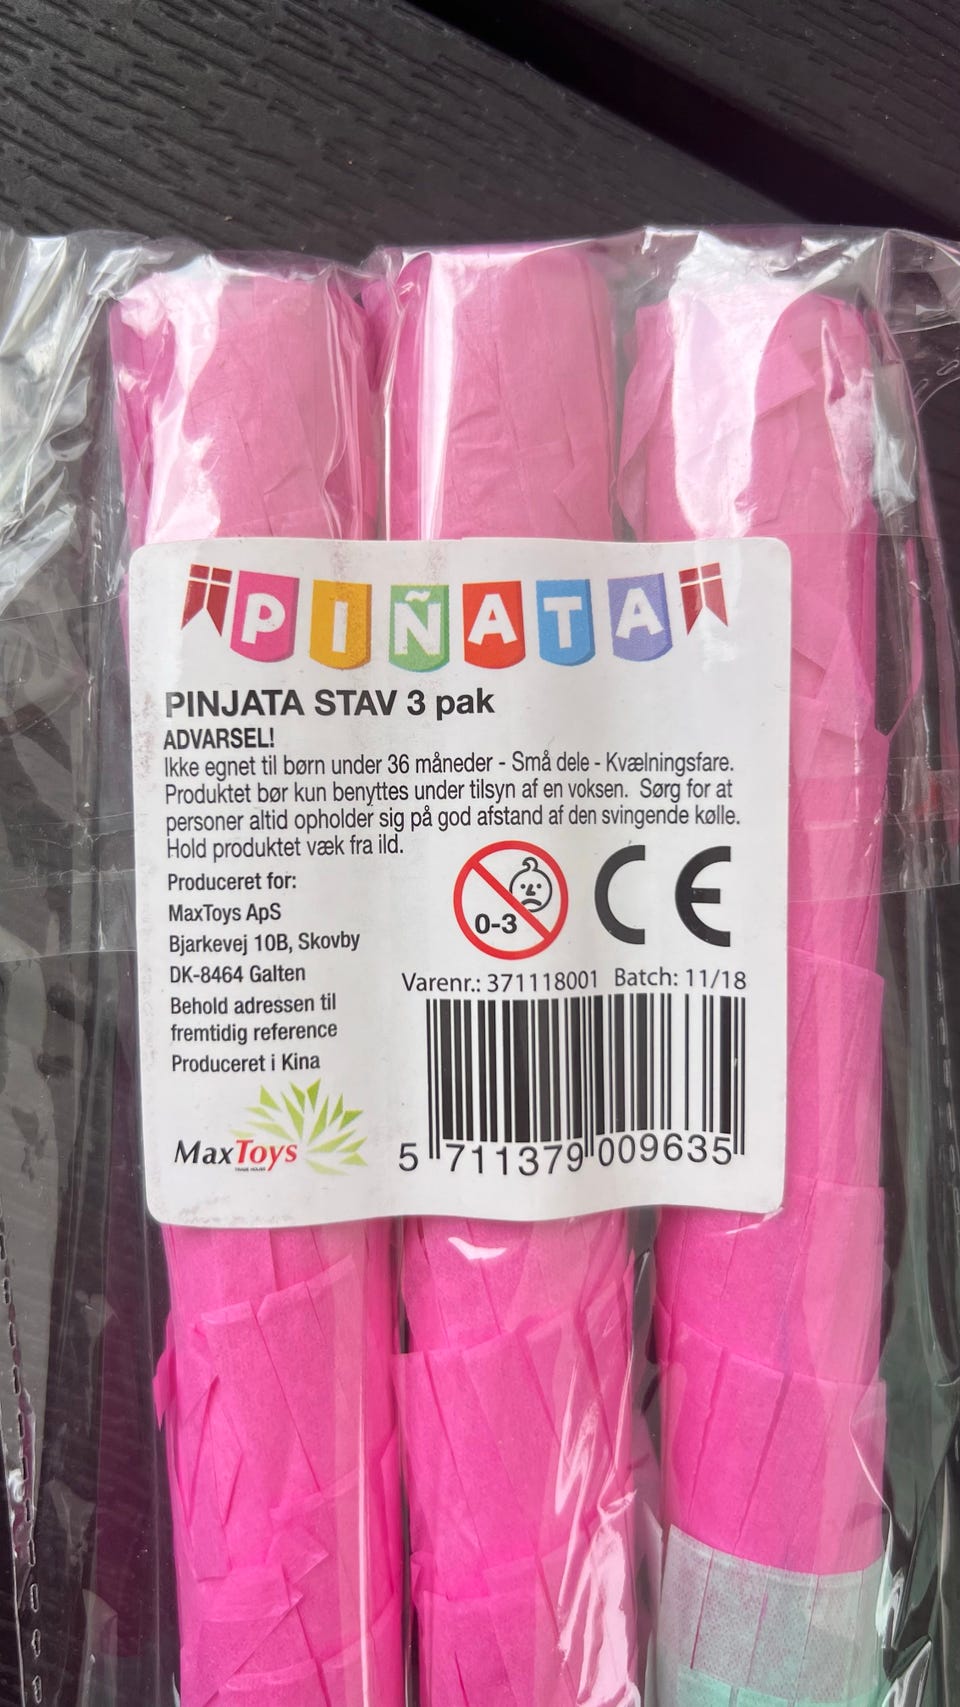 PIÑATA
PINJATA STAV 3 pak
ADVARSEL!
Ikke egnet til børn under 36 måneder - Små dele - Kvælningsfare.
Produktet bør kun benyttes under tilsyn af en voksen. Sørg for at
personer altid opholder sig på god afstand af den svingende kølle.
Hold produktet væk fra ild.
Produceret for:
MaxToys ApS
Bjarkevej 10B, Skovby
DK-8464 Galten
Behold adressen til
fremtidig reference
Produceret i Kina
MaxToys
TRADE HOUSE
0-3
CE
Varenr.: 371118001 Batch: 11/18
5 711379 009635